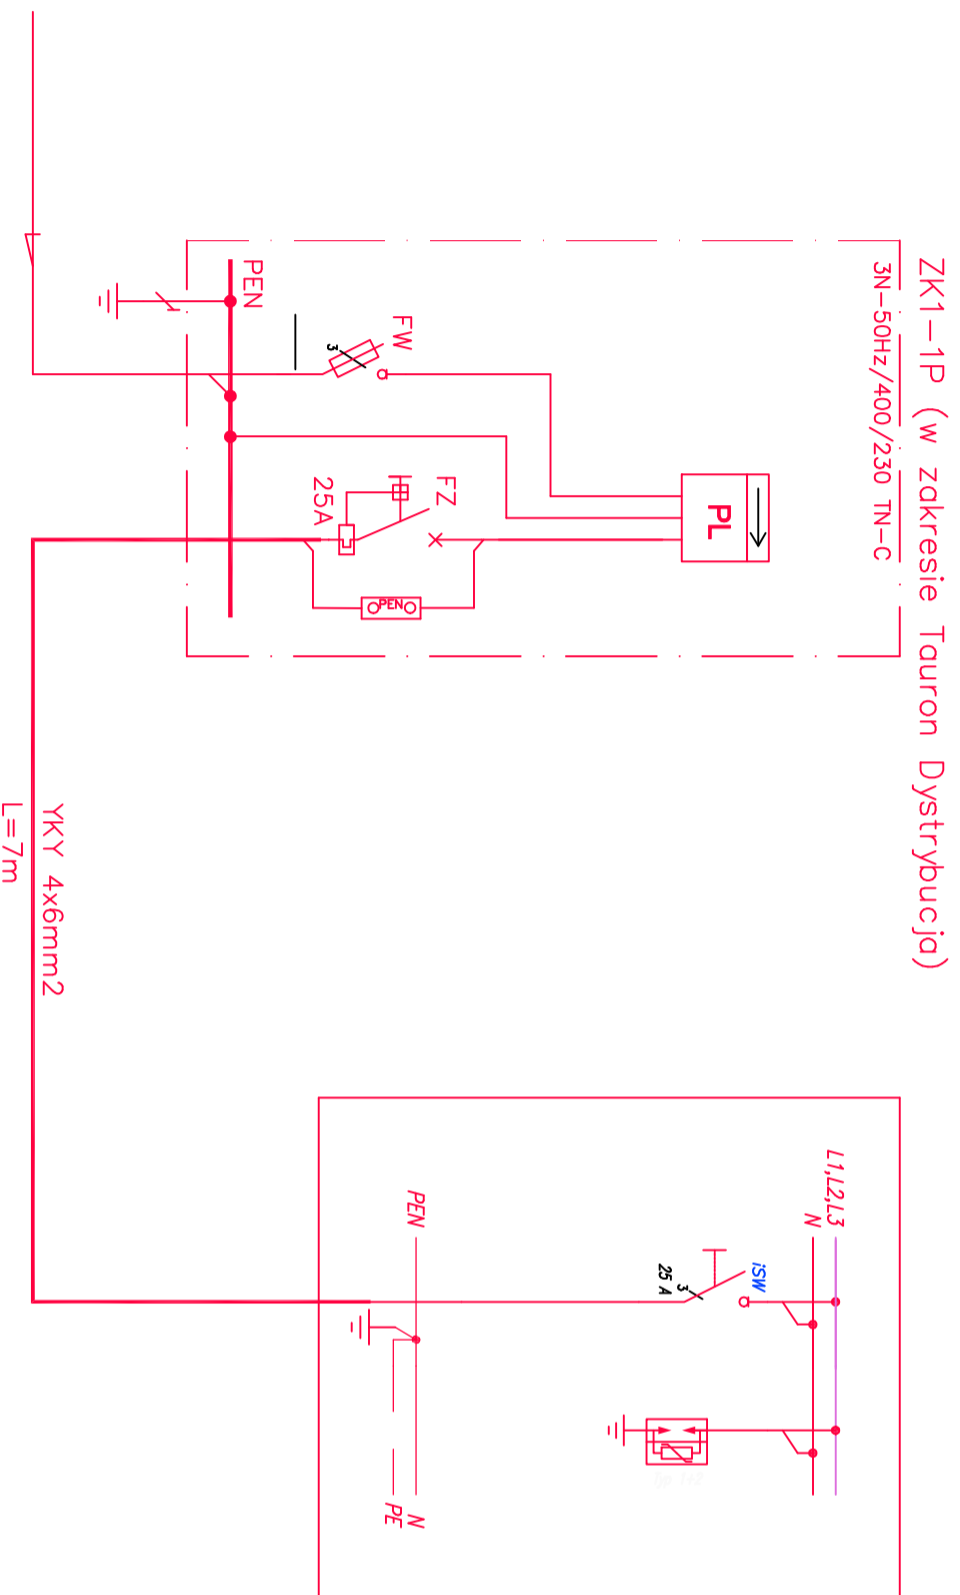 ZK1-1P (w zakresie Tauron Dystrybucja)
3N-50Hz/400/230 TN-C
PL
PEN
FW
3
FZ
25A
PEN
YKY 4x6mm2
L=7m
L1,L2,L3
N
iSW
3
25 A
PEN
N
PE